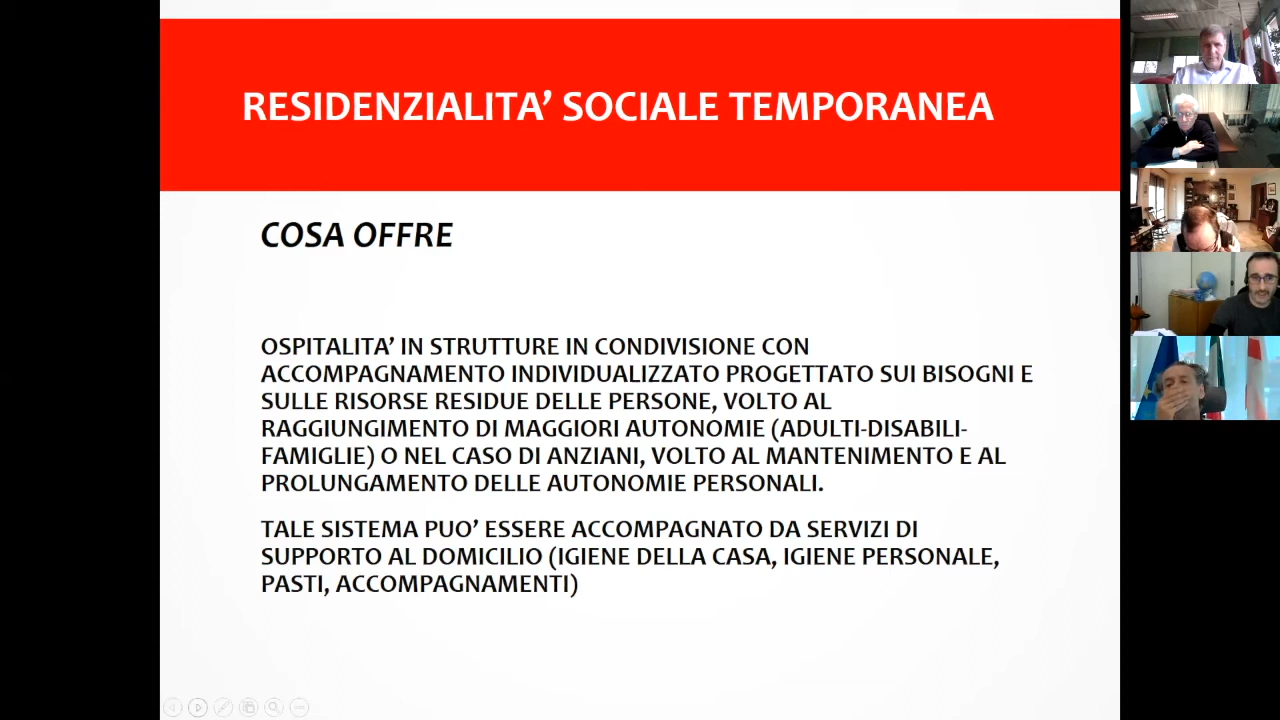 RESIDENZIALITA’ SOCIALE TEMPORANEA
COSA OFFRE
OSPITALITA’ IN STRUTTURE IN CONDIVISIONE CON
ACCOMPAGNAMENTO INDIVIDUALIZZATO PROGETTATO SUI BISOGNI E
SULLE RISORSE RESIDUE DELLE PERSONE, VOLTO AL
RAGGIUNGIMENTO DI MAGGIORI AUTONOMIE (ADULTI-DISABILI-
FAMIGLIE) O NEL CASO DI ANZIANI, VOLTO AL MANTENIMENTO E AL
PROLUNGAMENTO DELLE AUTONOMIE PERSONALI.
TALE SISTEMA PUO’ ESSERE ACCOMPAGNATO DA SERVIZI DI
SUPPORTO AL DOMICILIO (IGIENE DELLA CASA, IGIENE PERSONALE,
PASTI, ACCOMPAGNAMENTI)